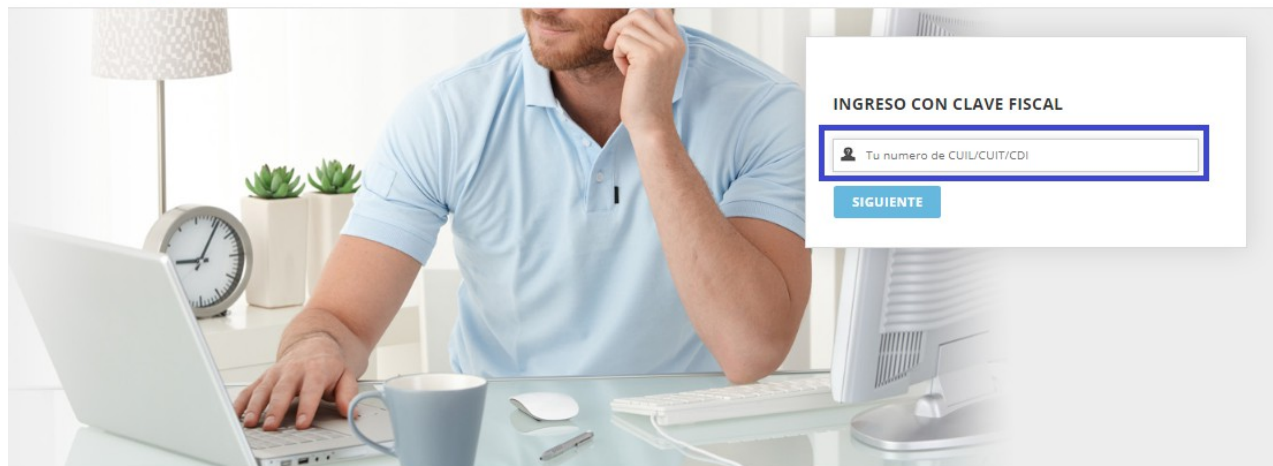 INGRESO CON CLAVE FISCAL
Tu numero de CUIL/CUIT/CDI
SIGUIENTE